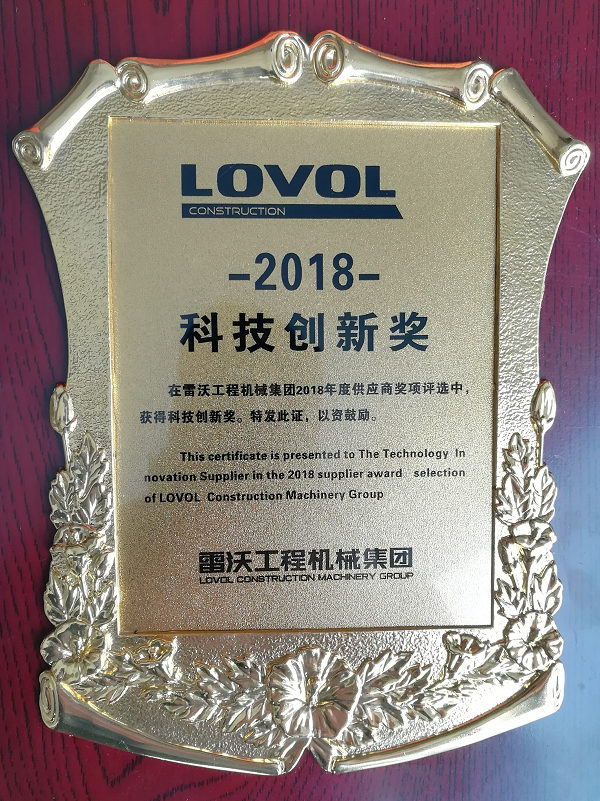 LOVOL
CONSTRUCTION
-2018-
科技创新奖
在雷沃工程机械集团2018年度供应商奖项评选中，
获得科技创新奖。特发此证，以资鼓励。
This certificate is presented to The Technology In
novation Supplier in the 2018 supplier award selection
of LOVOL Construction Machinery Group
雷沃工程机械集团
LOVOL CONSTRUCTION MACHINERY GROUP